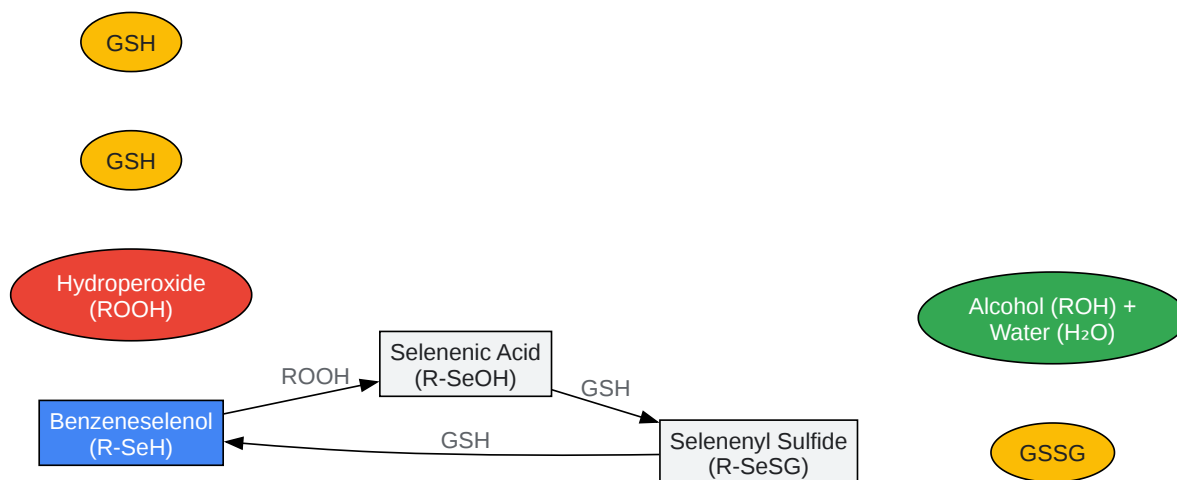 GSH
GSH
Hydroperoxide
(ROOH)
Alcohol (ROH) +
Water (H₂O)
Selenenic Acid
(R-SeOH)
ROOH
GSH
Benzeneselenol
(R-SeH)
GSH
Selenenyl Sulfide
(R-SeSG)
GSSG